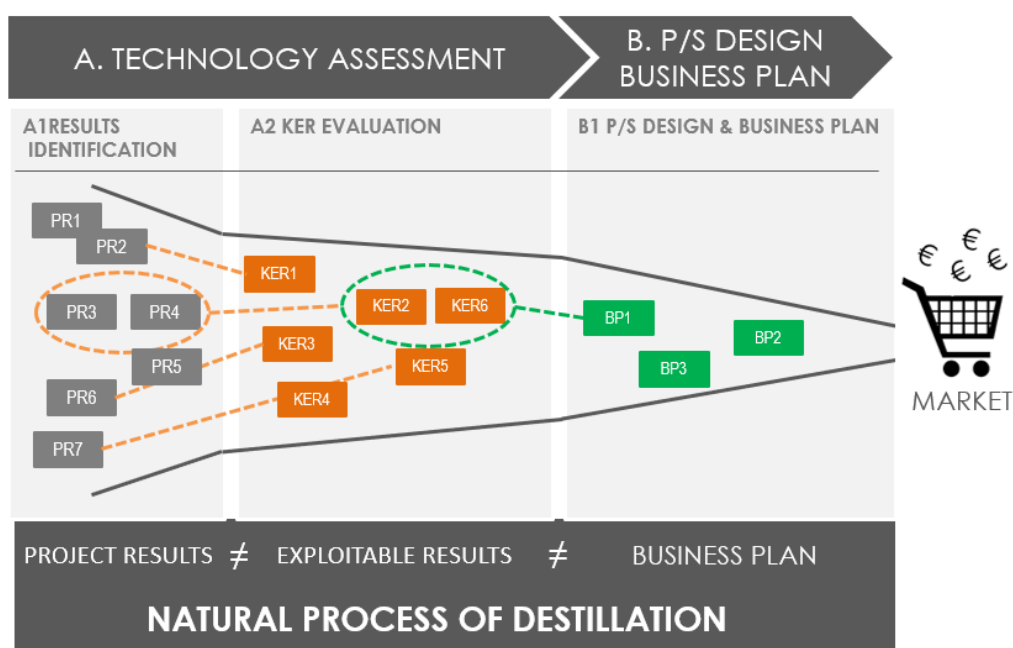 A. TECHNOLOGY ASSESSMENT
B. P/S DESIGN
BUSINESS PLAN
A1RESULTS
IDENTIFICATION
A2 KER EVALUATION
B1 P/S DESIGN & BUSINESS PLAN
PR1
PR2
PR3
PR4
PR5
PR6
PR7
KER1
KER2
KER6
KER3
KER5
KER4
BP1
BP2
BP3
€
€
€
€
MARKET
PROJECT RESULTS ≠ EXPLOITABLE RESULTS ≠ BUSINESS PLAN
NATURAL PROCESS OF DESTILLATION